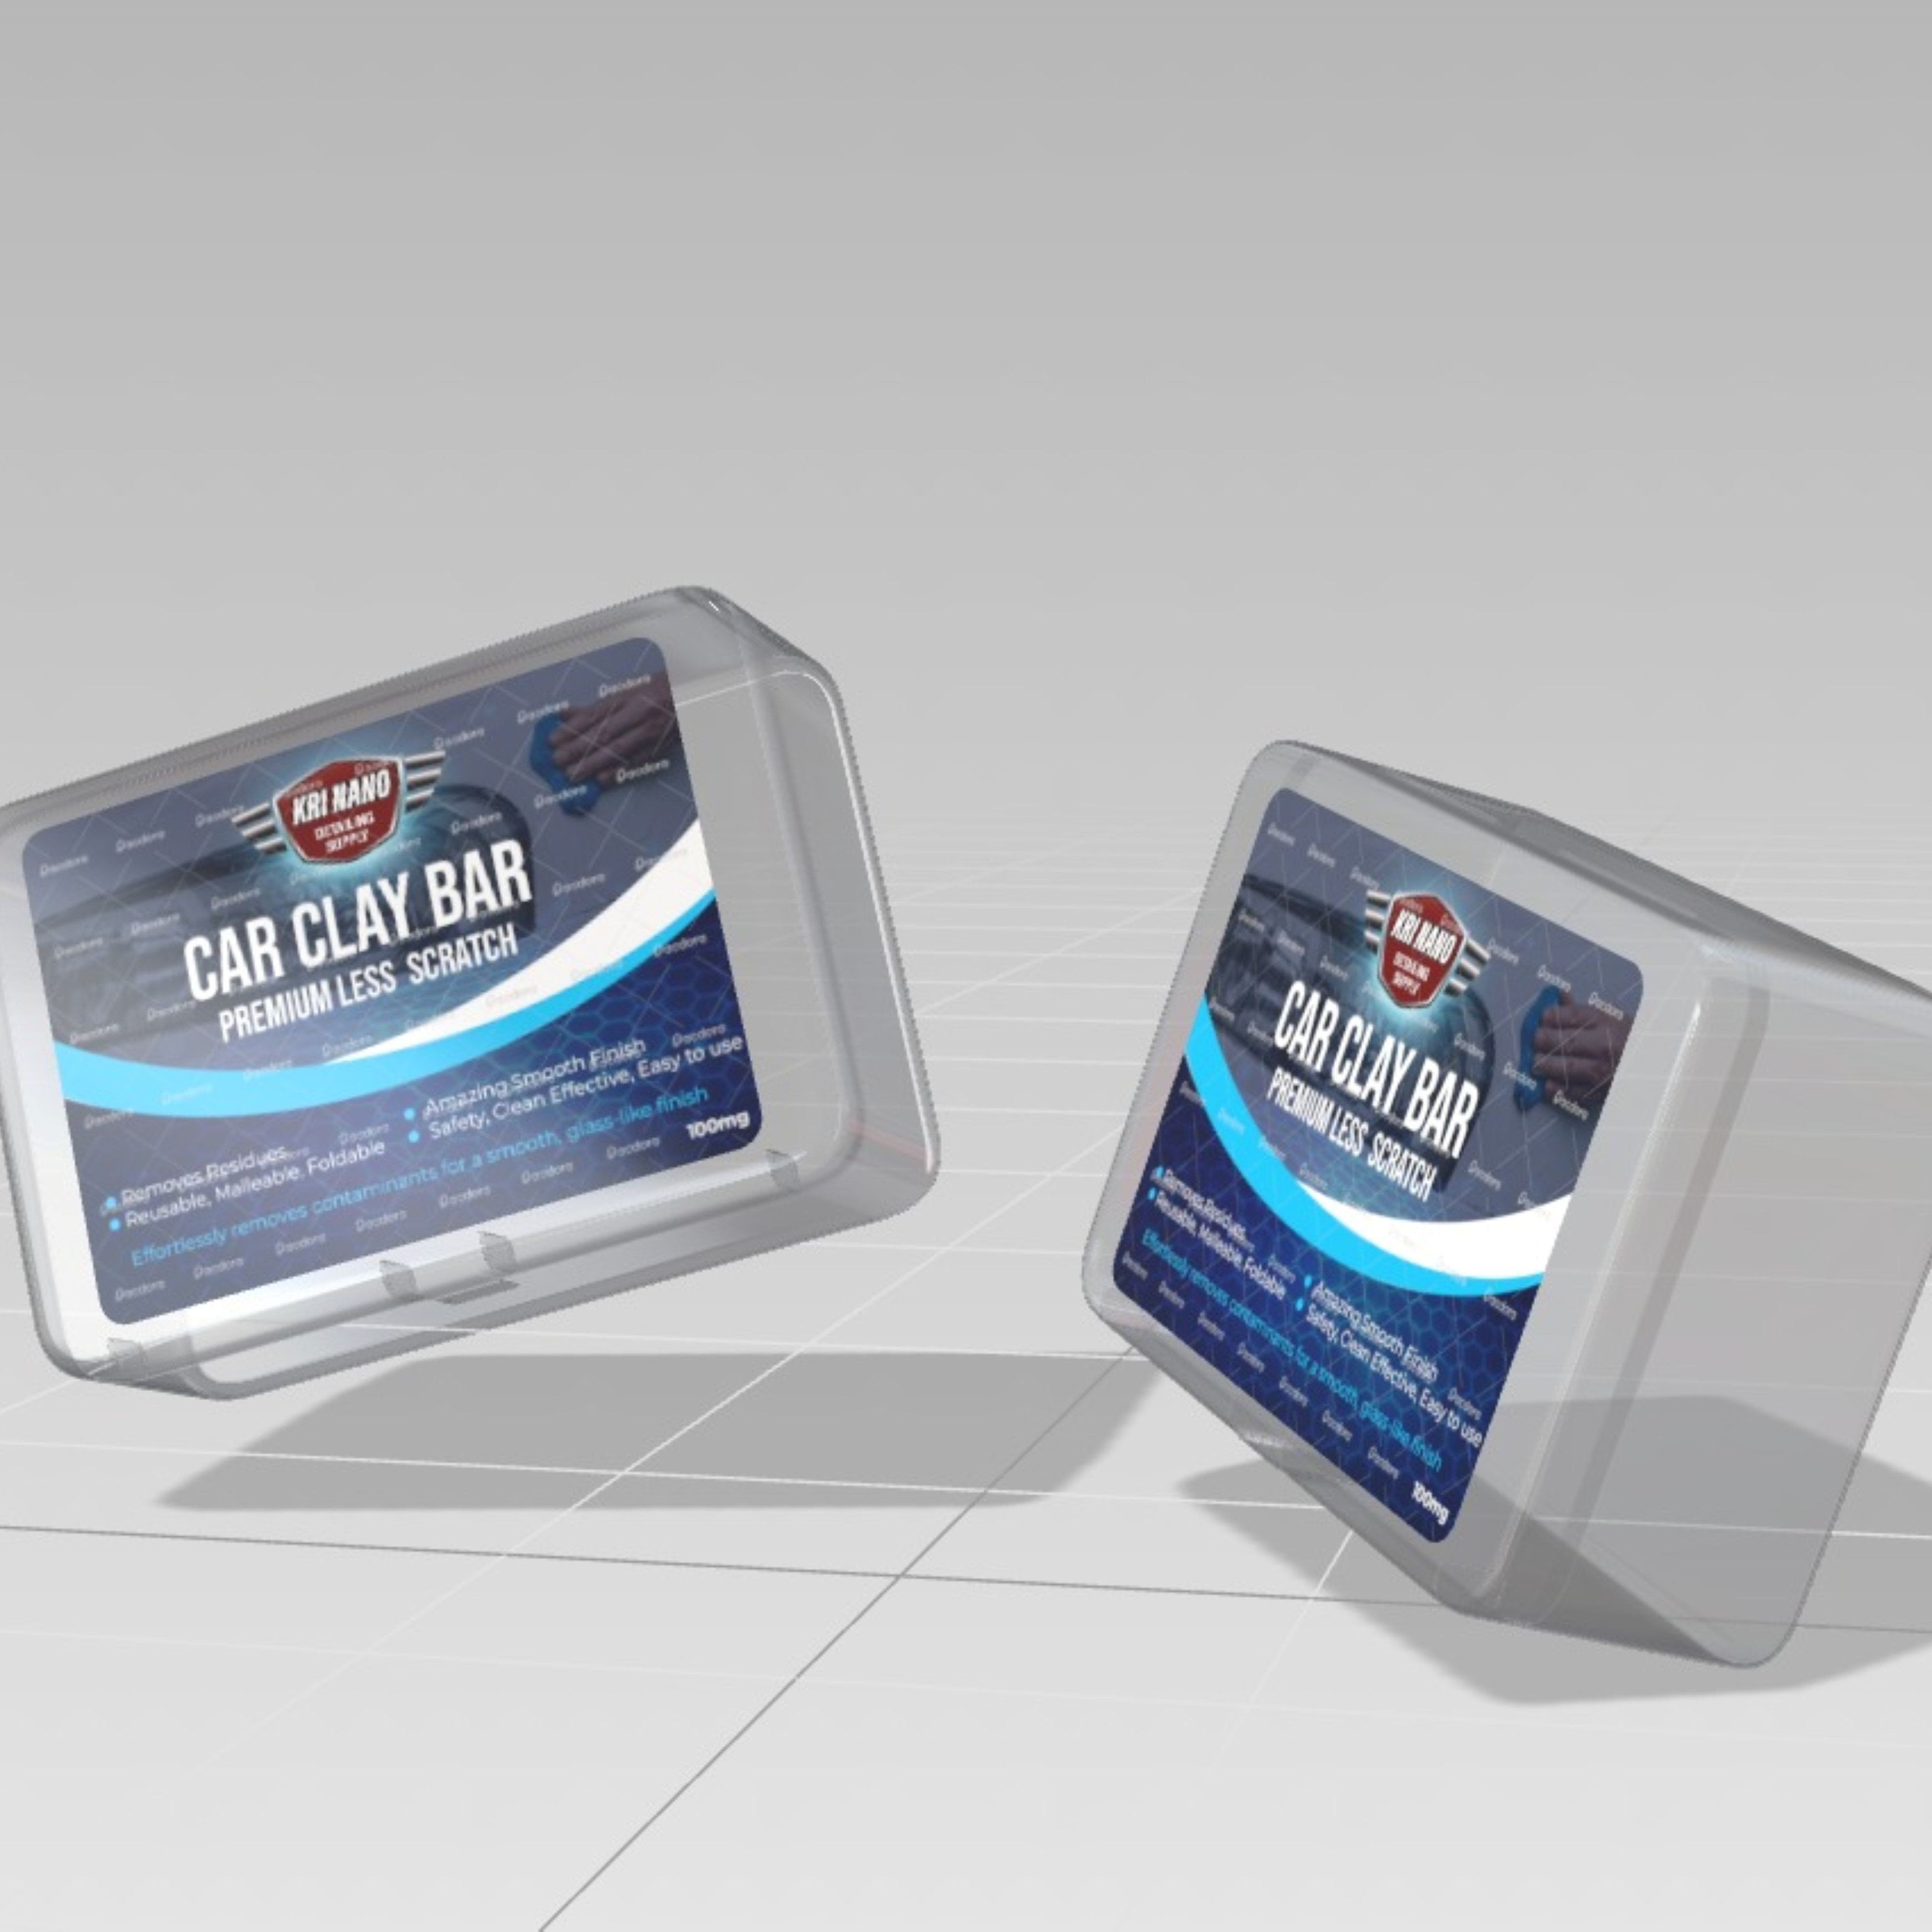 KRI NANO
DETAILING
SUPPLY
CAR CLAY BAR
PREMIUM LESS SCRATCH
Removes Residues
Reusable, Malleable, Foldable
Amazing Smooth Finish
Safety, Clean Effective, Easy to use
Effortlessly removes contaminants for a smooth, glass-like finish
100mg
KRI NANO
DETAILING
SUPPLY
CAR CLAY BAR
PREMIUM LESS SCRATCH
Removes Residues
Reusable, Malleable, Foldable
Amazing Smooth Finish
Safety, Clean Effective, Easy to use
Effortlessly removes contaminants for a smooth, glass-like finish
100mg